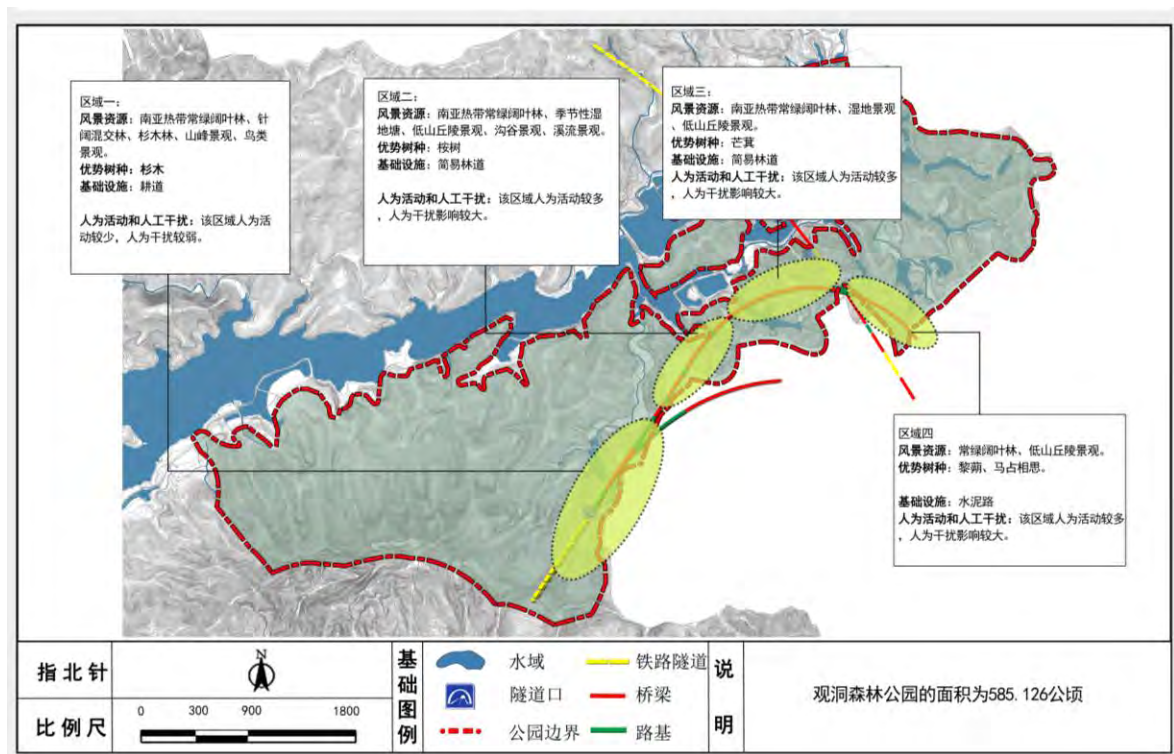 区域一：
风景资源：南亚热带常绿阔叶林、针
阔混交林、杉木林、山峰景观、鸟类
景观。
优势树种：杉木
基础设施：耕道
人为活动和人工干扰：该区域人为活
动较少，人为干扰较弱。
区域二：
风景资源：南亚热带常绿阔叶林、季节性湿
地塘、低山丘陵景观、沟谷景观、溪流景观。
优势树种：桉树
基础设施：简易林道
人为活动和人工干扰：该区域人为活动较多
，人为干扰影响较大。
区域三：
风景资源：南亚热带常绿阔叶林、湿地景观
、低山丘陵景观。
优势树种：芒萁
基础设施：简易林道
人为活动和人工干扰：该区域人为活动较多
，人为干扰影响较大。
区域四
风景资源：常绿阔叶林、低山丘陵景观。
优势树种：黎蒴、马占相思。
基础设施：水泥路
人为活动和人工干扰：该区域人为活动较多
，人为干扰影响较大。
指北针
N
比例尺
0 300 900 1800
基础图例
水域
铁路隧道
隧道口
桥梁
公园边界
路基
说明
观洞森林公园的面积为585.126公顷